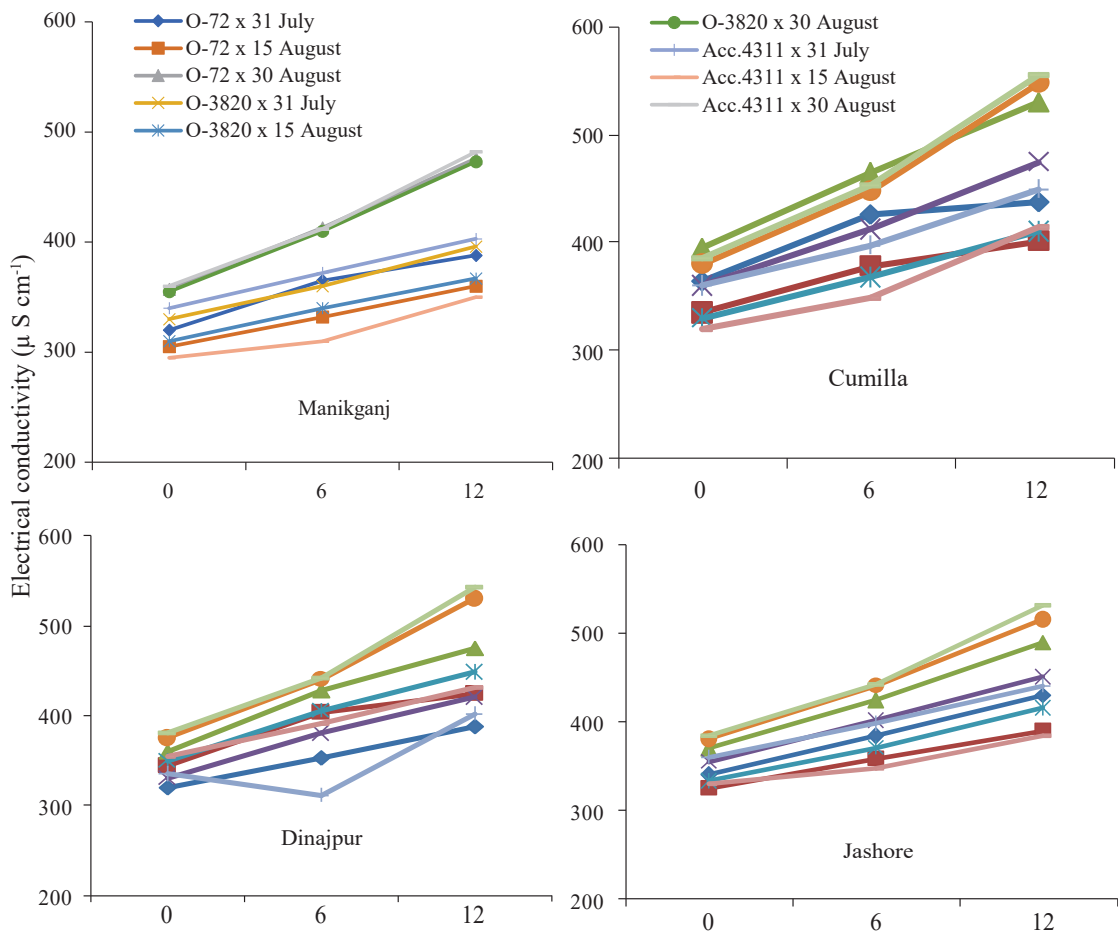 Electrical conductivity (µ S cm⁻¹)
600
500
400
300
200
O-72 x 31 July
O-72 x 15 August
O-72 x 30 August
O-3820 x 31 July
O-3820 x 15 August
Manikganj
0 6 12
600
500
400
300
200
O-3820 x 30 August
Acc.4311 x 31 July
Acc.4311 x 15 August
Acc.4311 x 30 August
Cumilla
0 6 12
600
500
400
300
200
Dinajpur
0 6 12
600
500
400
300
200
Jashore
0 6 12